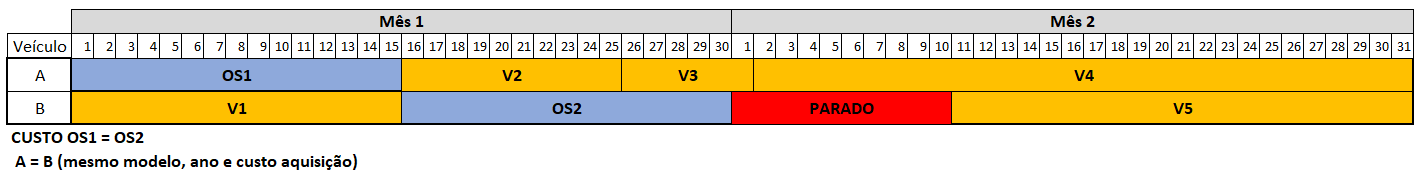 Mês 1 Mês 2
Veículo 1 2 3 4 5 6 7 8 9 10 11 12 13 14 15 16 17 18 19 20 21 22 23 24 25 26 27 28 29 30 1 2 3 4 5 6 7 8 9 10 11 12 13 14 15 16 17 18 19 20 21 22 23 24 25 26 27 28 29 30 31
A OS1 V2 V3 V4
B V1 OS2 PARADO V5
CUSTO OS1 = OS2
A = B (mesmo modelo, ano e custo aquisição)